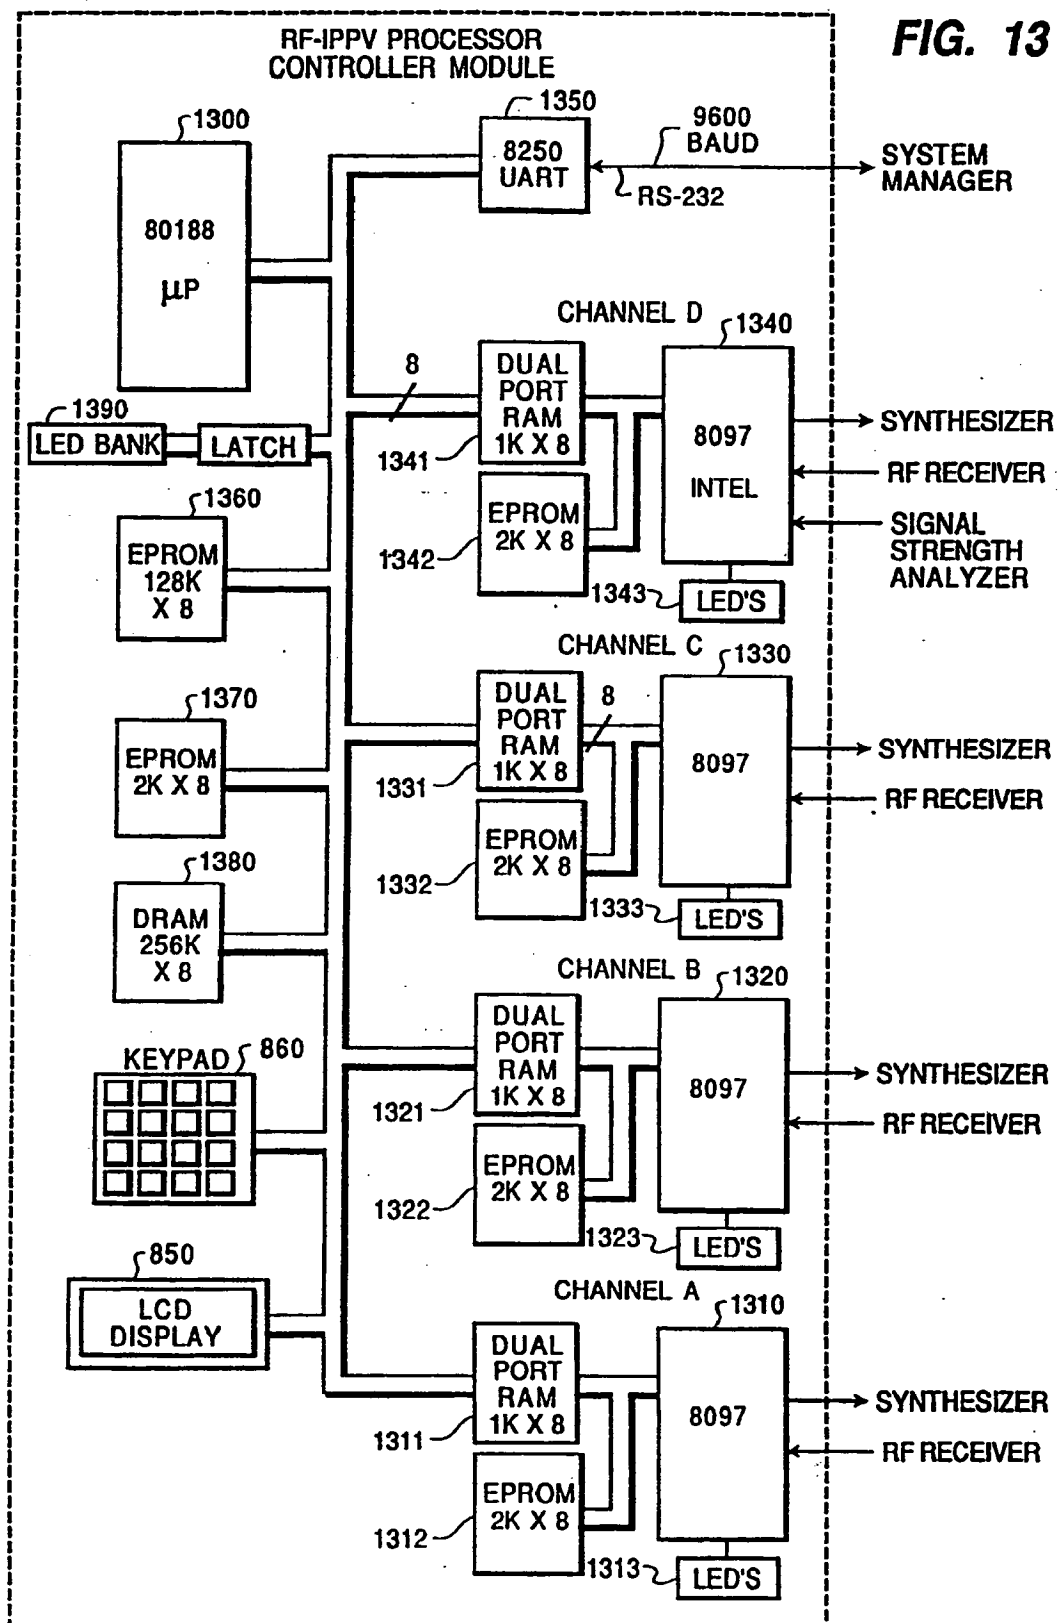 FIG. 13
RF-IPPV PROCESSOR
CONTROLLER MODULE
1300
80188
µP
1350
8250
UART
9600
BAUD
RS-232
SYSTEM
MANAGER
1390
LED BANK
LATCH
1360
EPROM
128K
X 8
1370
EPROM
2K X 8
1380
DRAM
256K
X 8
KEYPAD
860
850
LCD
DISPLAY
CHANNEL D
8
DUAL
PORT
RAM
1K X 8
1341
EPROM
2K X 8
1342
1340
8097
INTEL
1343
LED'S
SYNTHESIZER
RF RECEIVER
SIGNAL
STRENGTH
ANALYZER
CHANNEL C
DUAL
PORT
RAM
1K X 8
8
1331
EPROM
2K X 8
1332
1330
8097
1333
LED'S
SYNTHESIZER
RF RECEIVER
CHANNEL B
DUAL
PORT
RAM
1K X 8
1321
EPROM
2K X 8
1322
1320
8097
1323
LED'S
SYNTHESIZER
RF RECEIVER
CHANNEL A
DUAL
PORT
RAM
1K X 8
1311
EPROM
2K X 8
1312
1310
8097
1313
LED'S
SYNTHESIZER
RF RECEIVER